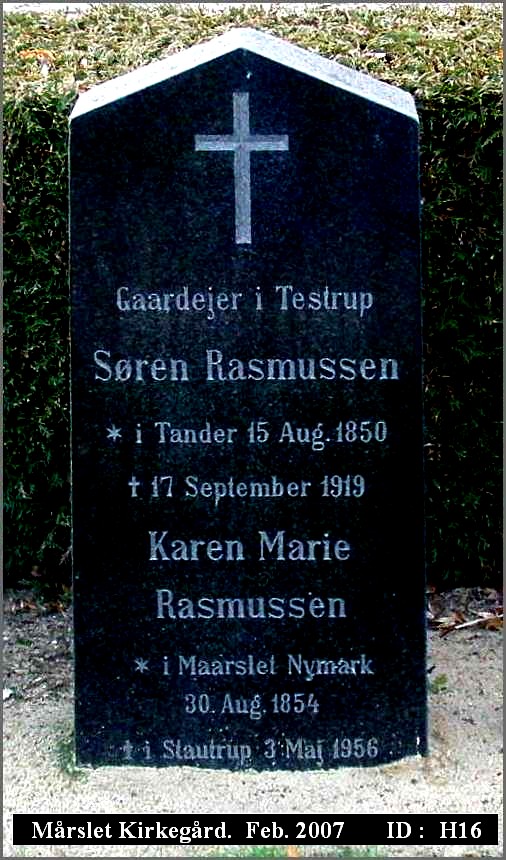 Gaardejer i Testrup
Søren Rasmussen
* i Tander 15 Aug. 1850
† 17 September 1919
Karen Marie
Rasmussen
* i Maarslet Nymark
30. Aug. 1854
† i Stautrup 3 Maj 1956
Mårslet Kirkegård. Feb. 2007 ID : H16